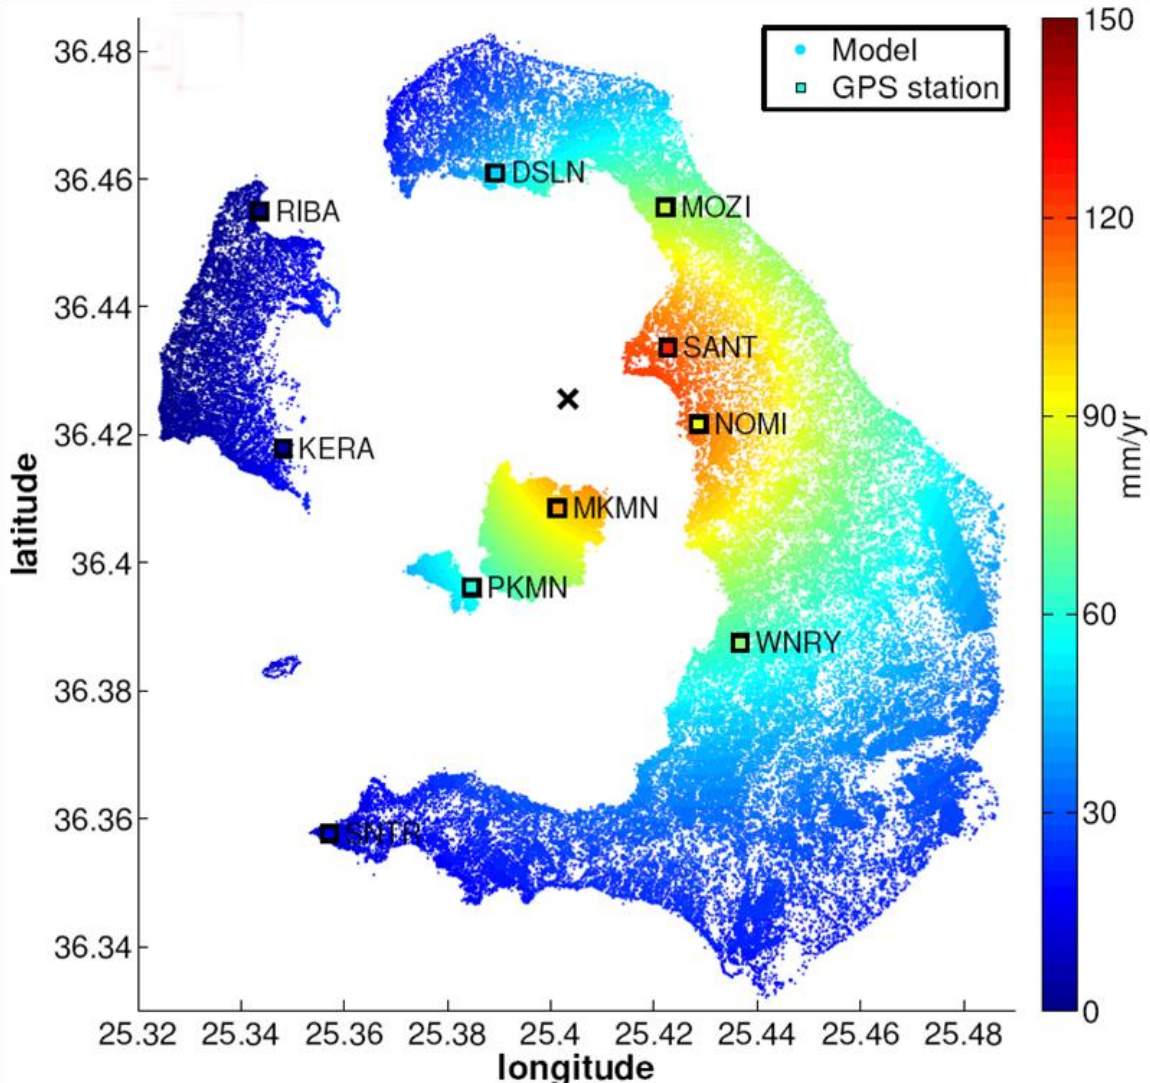 150
36.48
Model
GPS station
DSLN
36.46
MOZI
RIBA
120
36.44
SANT
NOMI
90
36.42
KERA
mm/yr
latitude
MKMN
36.4
PKMN
60
WNRY
36.38
30
36.36
SNTR
36.34
0
25.32 25.34 25.36 25.38 25.4 25.42 25.44 25.46 25.48
longitude